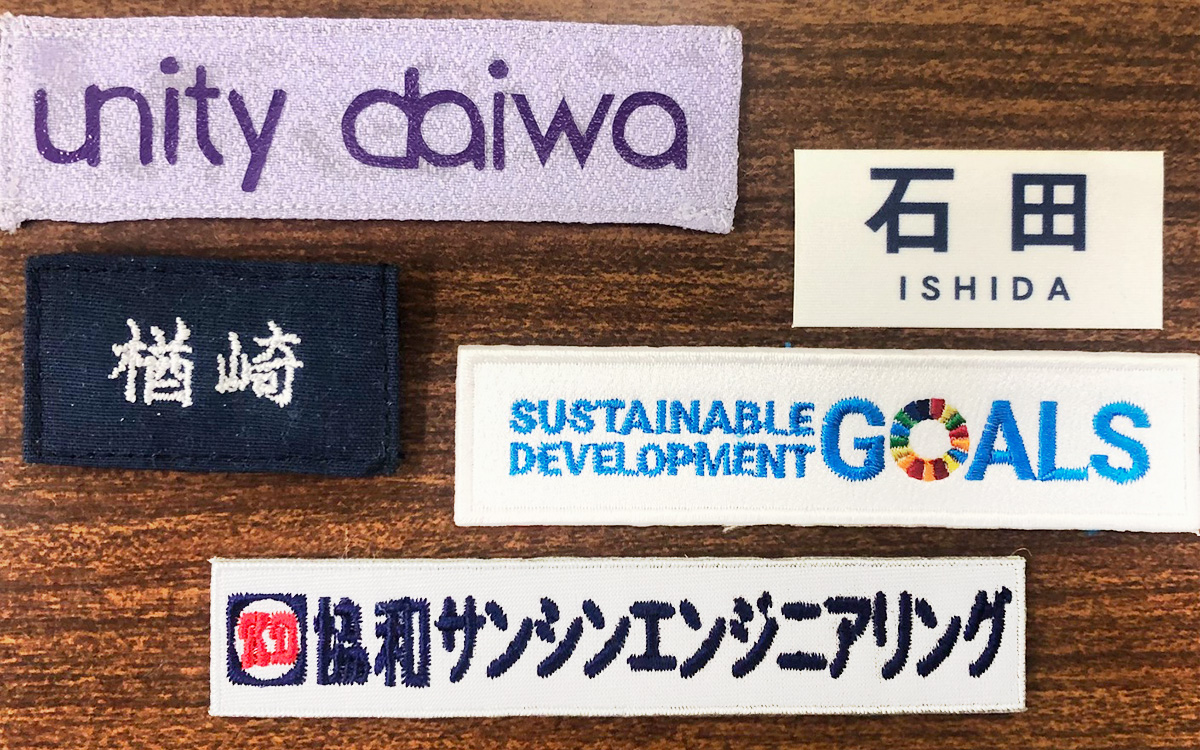 unity daiwa
石田
ISHIDA
楢崎
SUSTAINABLE
DEVELOPMENT
GOALS
KD
協和サンシンエンジニアリング